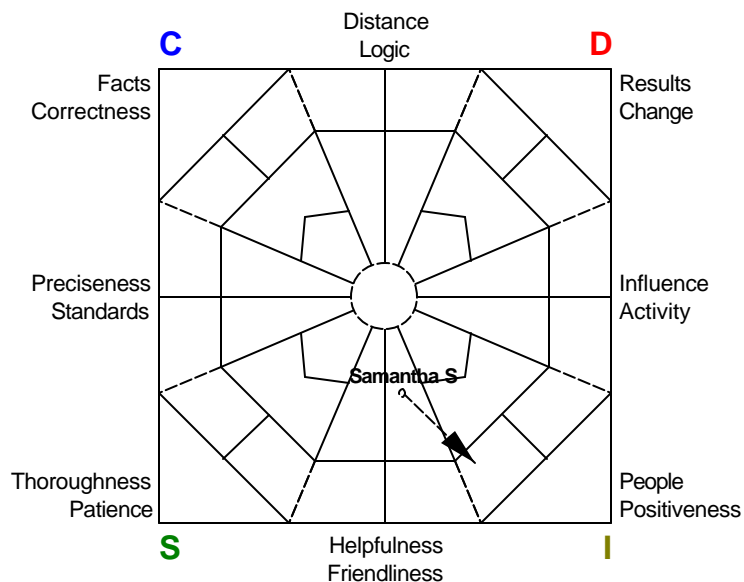 Distance
Logic
C
D
Facts
Correctness
Results
Change
Preciseness
Standards
Influence
Activity
Samantha S
Thoroughness
Patience
People
Positiveness
S
I
Helpfulness
Friendliness